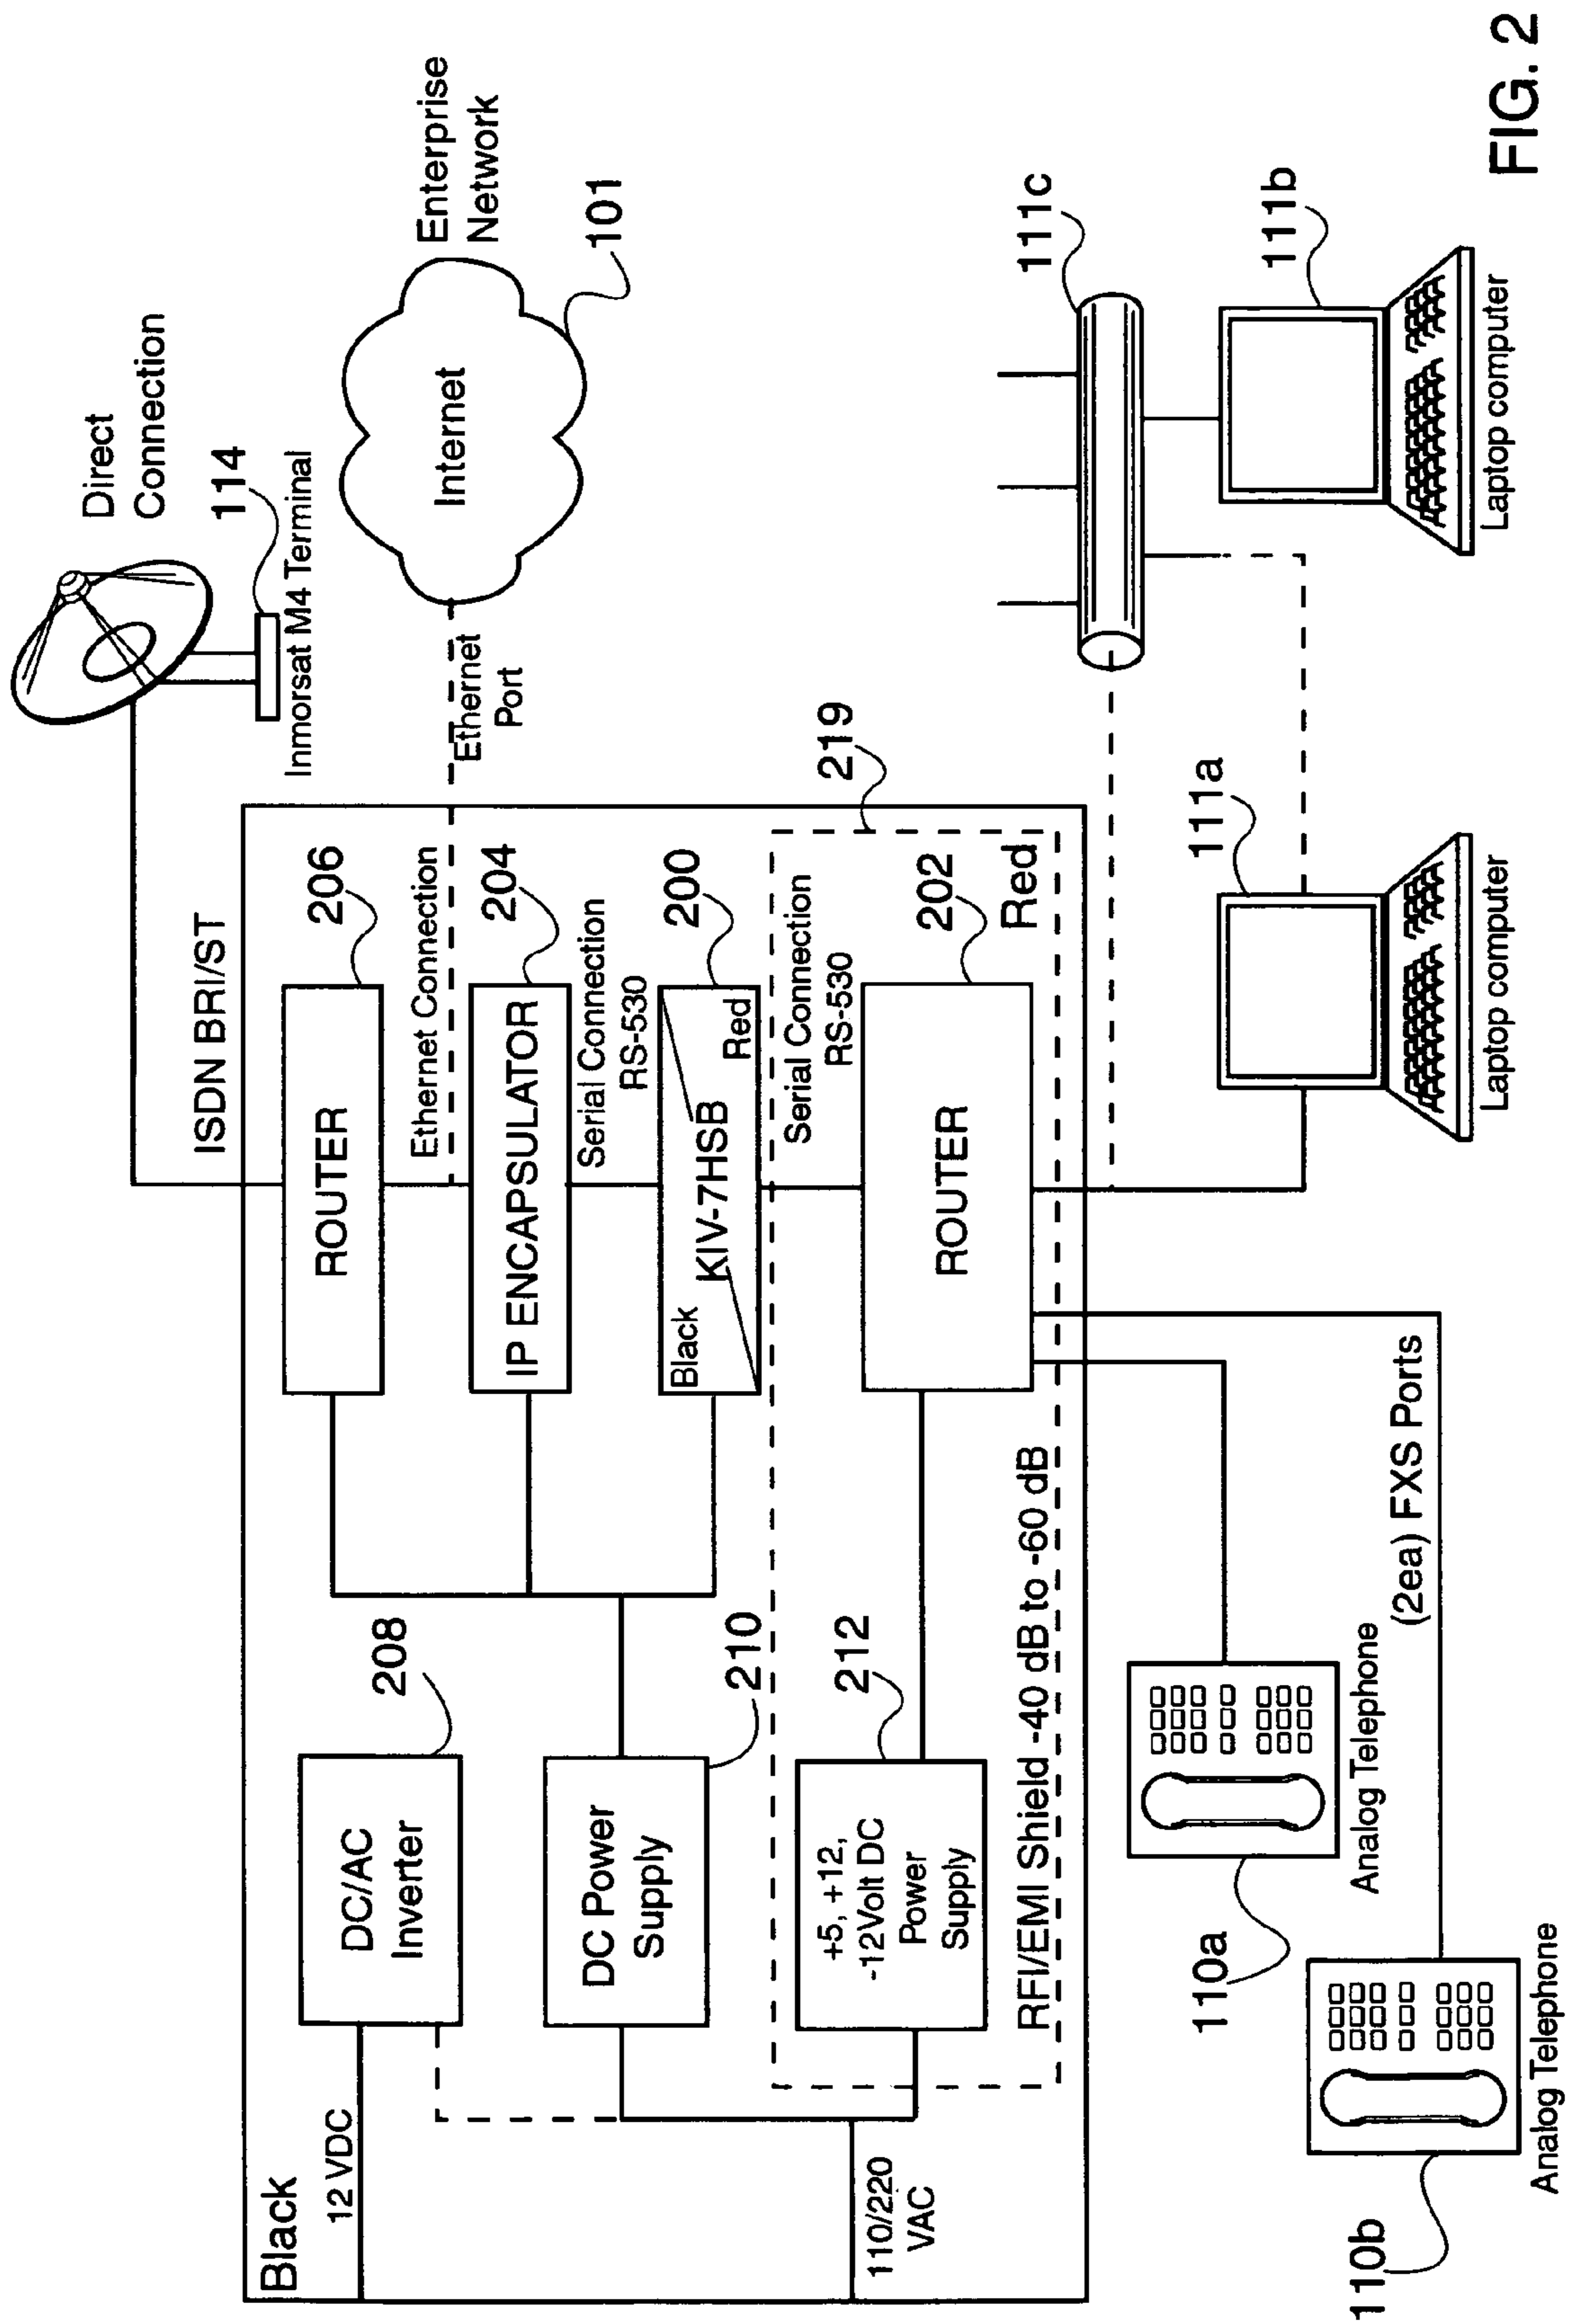 Direct
Connection
114
Inmorsat M4 Terminal
Enterprise
Network
101
Internet
Ethernet
Port
ISDN BRI/ST
Black
12 VDC
110/220
VAC
DC/AC
Inverter
208
DC Power
Supply
210
+5, +12,
-12Volt DC
Power
Supply
212
ROUTER
206
Ethernet Connection
IP ENCAPSULATOR
204
Serial Connection
RS-530
Black
KIV-7HSB
Red
200
Serial Connection
RS-530
219
ROUTER
202
Red
RFI/EMI Shield -40 dB to -60 dB
110a
Analog Telephone
110b
Analog Telephone
(2ea) FXS Ports
111a
Laptop computer
111c
111b
Laptop computer
FIG. 2